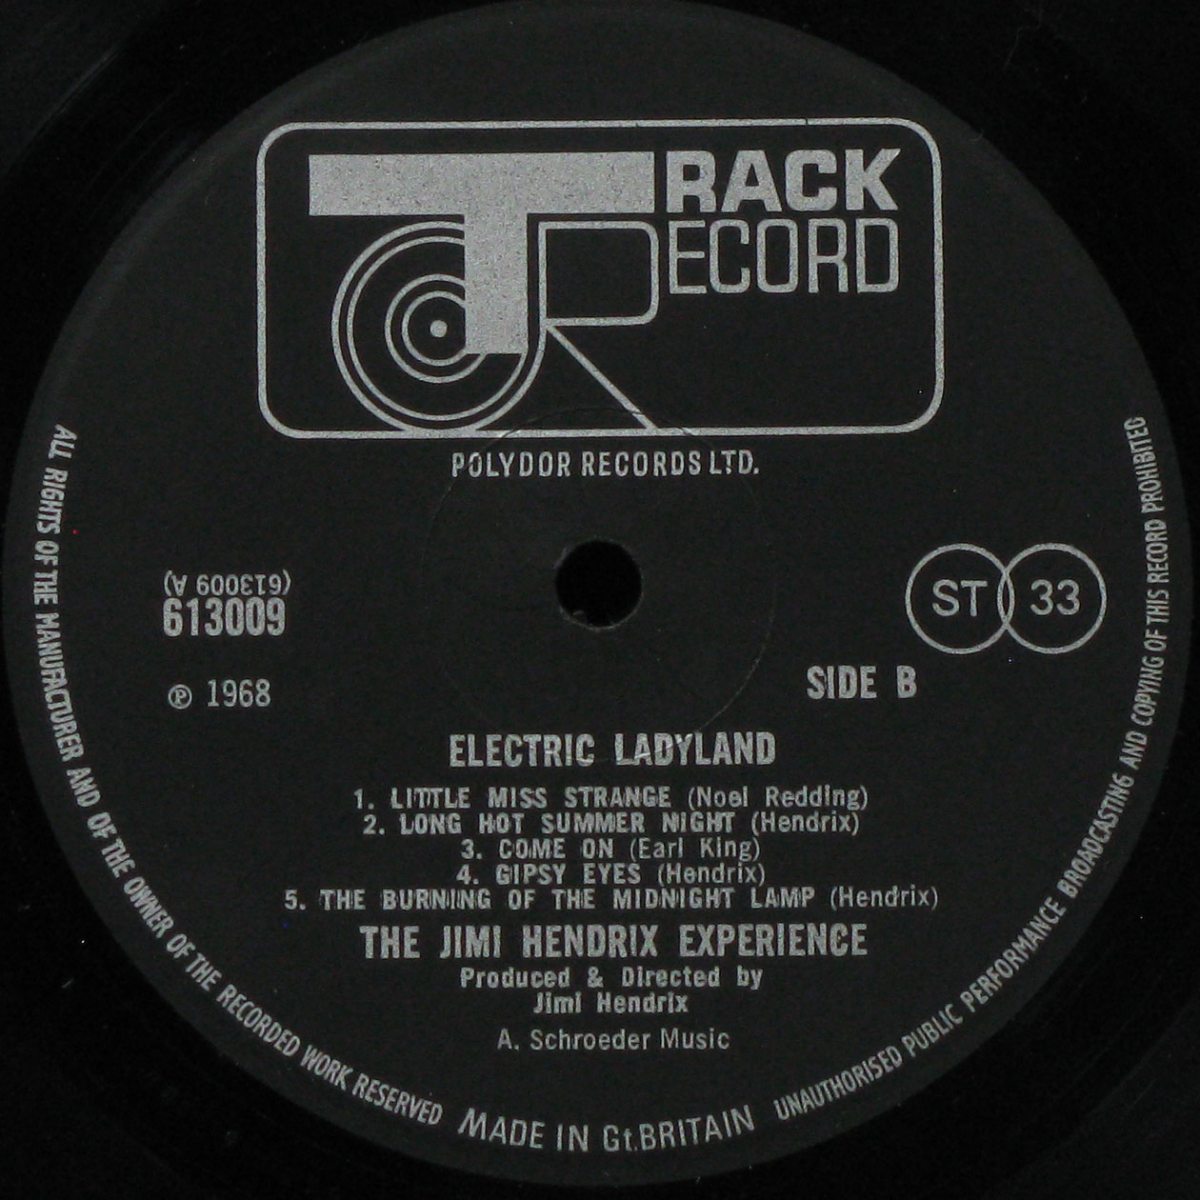 TRACK
RECORD
POLYDOR RECORDS LTD.
(613009 A)
613009
ST 33
℗ 1968
SIDE B
ELECTRIC LADYLAND
1. LITTLE MISS STRANGE (Noel Redding)
2. LONG HOT SUMMER NIGHT (Hendrix)
3. COME ON (Earl King)
4. GIPSY EYES (Hendrix)
5. THE BURNING OF THE MIDNIGHT LAMP (Hendrix)
THE JIMI HENDRIX EXPERIENCE
Produced & Directed by
Jimi Hendrix
A. Schroeder Music
ALL RIGHTS OF THE MANUFACTURER AND OF THE OWNER OF THE RECORDED WORK RESERVED
MADE IN Gt.BRITAIN
UNAUTHORISED PUBLIC PERFORMANCE BROADCASTING AND COPYING OF THIS RECORD PROHIBITED